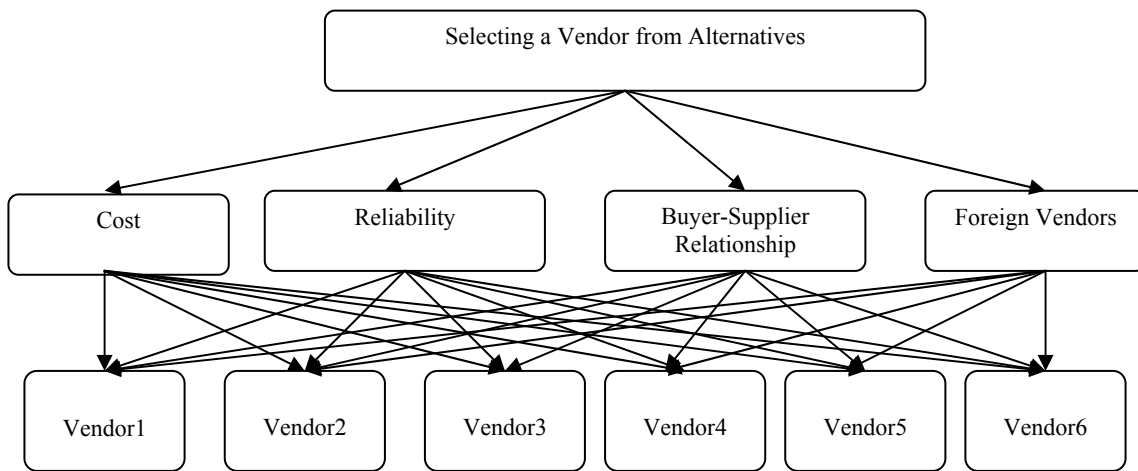 Selecting a Vendor from Alternatives
Cost
Reliability
Buyer-Supplier
Relationship
Foreign Vendors
Vendor1
Vendor2
Vendor3
Vendor4
Vendor5
Vendor6